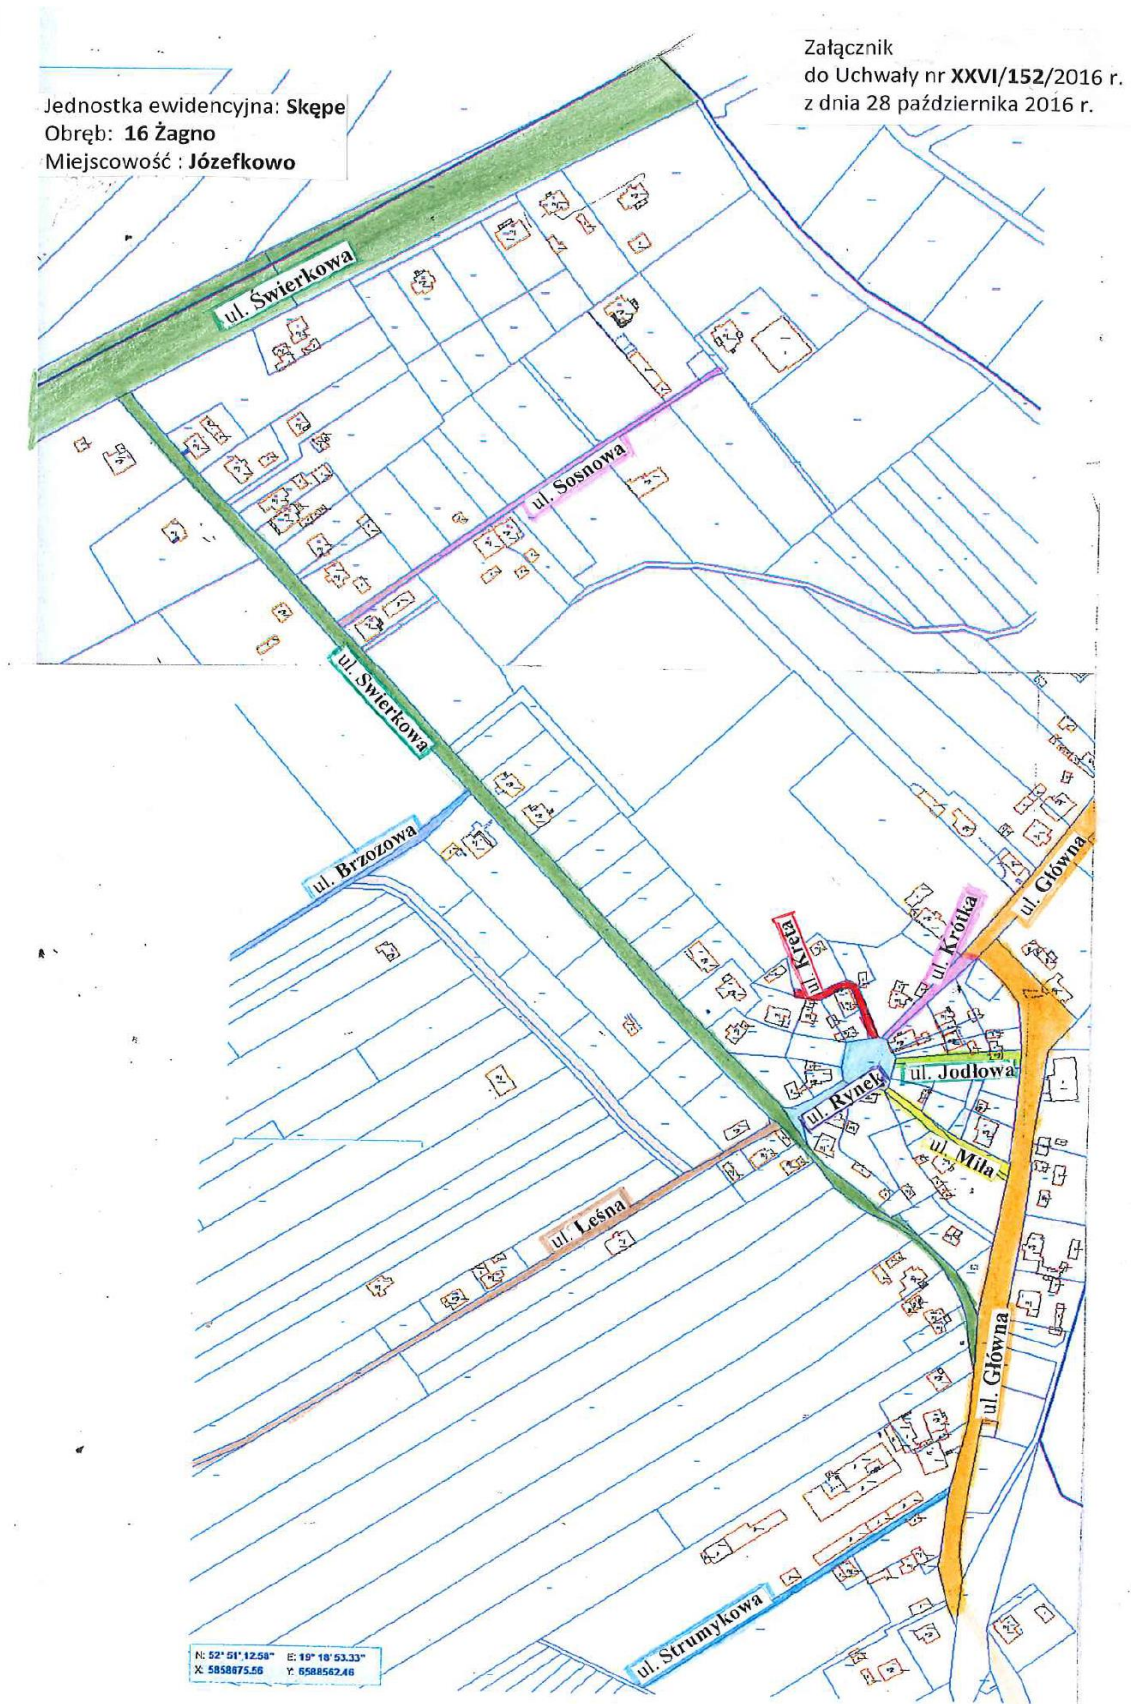 Załącznik
do Uchwały nr XXVI/152/2016 r.
z dnia 28 października 2016 r.
Jednostka ewidencyjna: Skępe
Obręb: 16 Żagno
Miejscowość : Józefkowo
ul. Świerkowa
ul. Sosnowa
ul. Swierkowa
ul. Brzozowa
ul. Główna
ul. Krótka
ul. Kręta
ul. Jodłowa
ul. Rynek
ul. Miła
ul. Leśna
ul. Główna
ul. Strumykowa
N: 52° 51' 12.58" E: 19° 18' 53.33"
X: 5858675.56 Y: 6588562.46